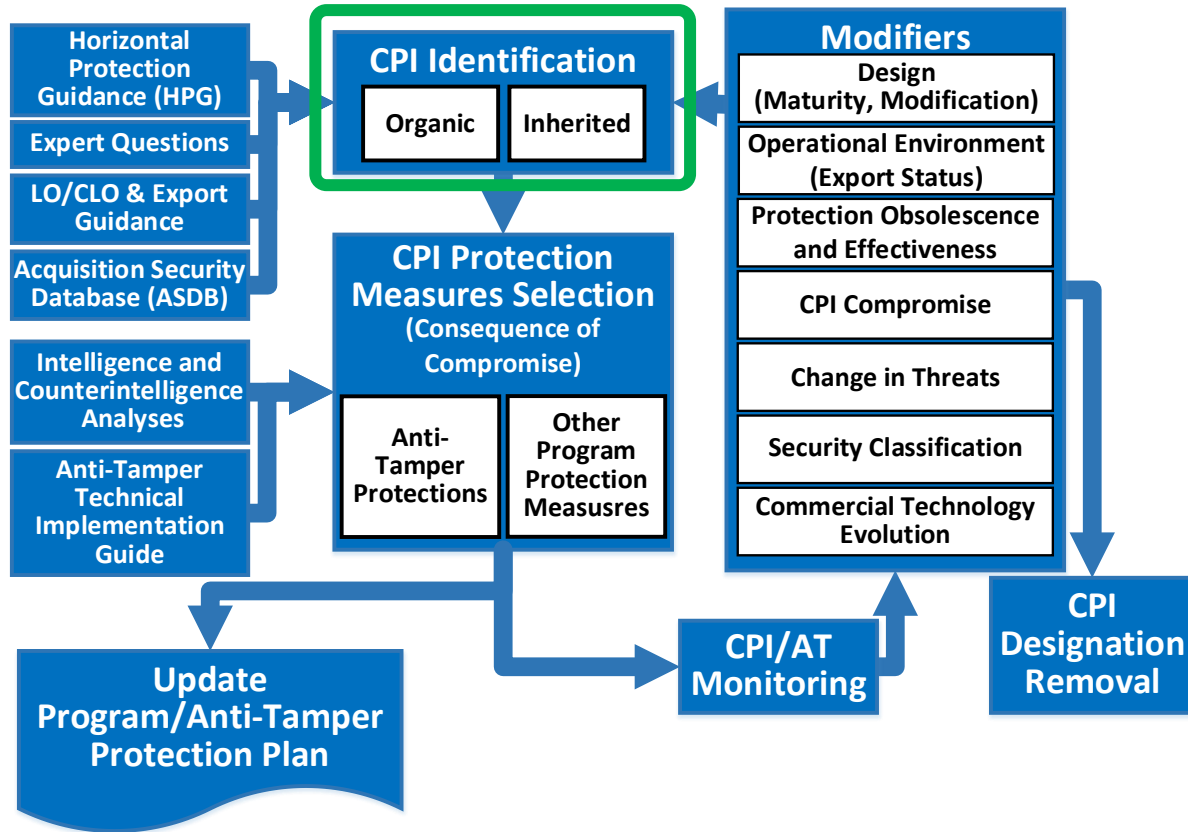 Horizontal
Protection
Guidance (HPG)
Expert Questions
LO/CLO & Export
Guidance
Acquisition Security
Database (ASDB)
Intelligence and
Counterintelligence
Analyses
Anti-Tamper
Technical
Implementation
Guide
CPI Identification
Organic
Inherited
CPI Protection
Measures Selection
(Consequence of
Compromise)
Anti-
Tamper
Protections
Other
Program
Protection
Measusres
Modifiers
Design
(Maturity, Modification)
Operational Environment
(Export Status)
Protection Obsolescence
and Effectiveness
CPI Compromise
Change in Threats
Security Classification
Commercial Technology
Evolution
Update
Program/Anti-Tamper
Protection Plan
CPI/AT
Monitoring
CPI
Designation
Removal